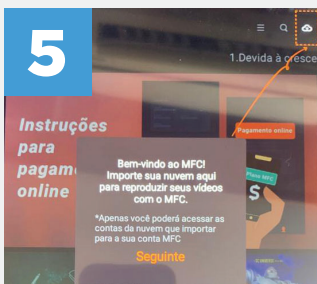 5
1.Devida à cresce
Instruções
para
pagam
online
Pagamento online
Plano MFC
$
Bem-vindo ao MFC!
Importe sua nuvem aqui
para reproduzir seus vídeos
com o MFC.
*Apenas você poderá acessar as
contas da nuvem que importar
para a sua conta MFC
Seguinte